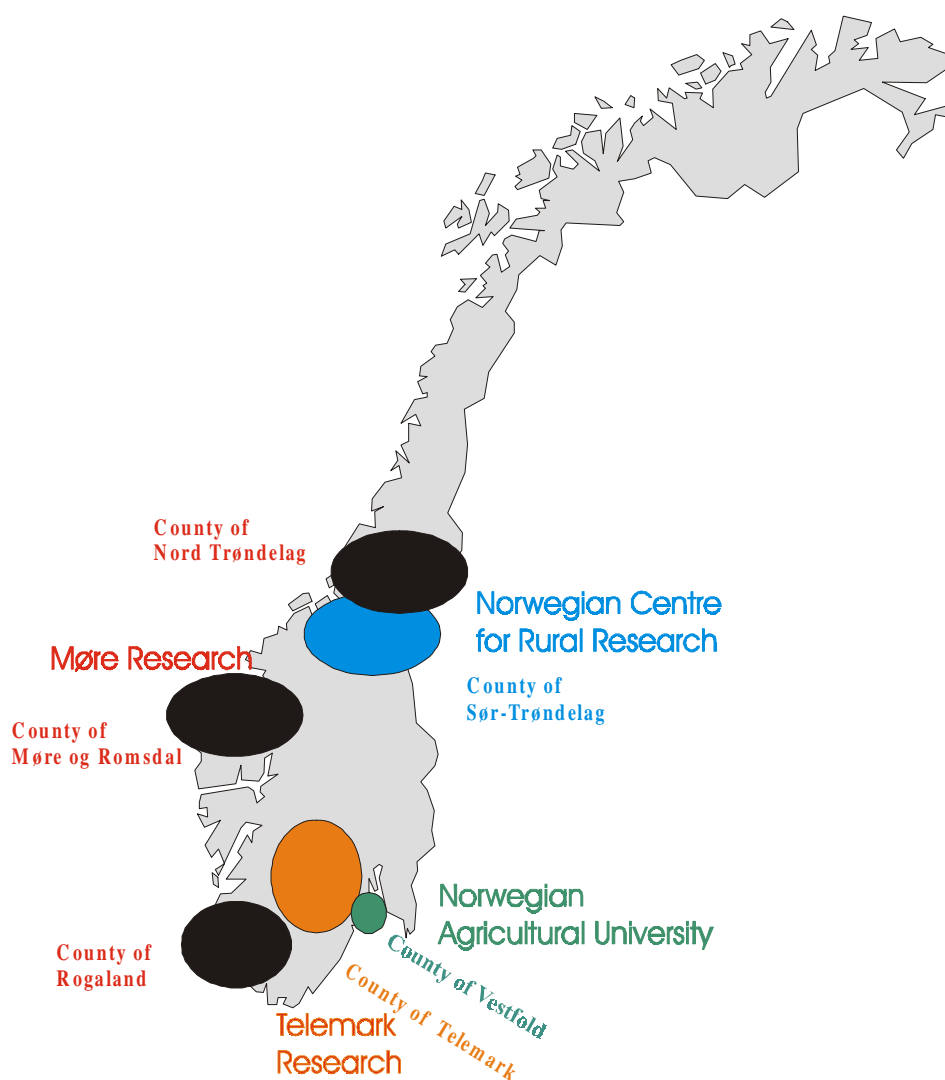 County of
Nord Trøndelag
Norwegian Centre
for Rural Research
Møre Research
County of
Sør-Trøndelag
County of
Møre og Romsdal
Norwegian
Agricultural University
County of Vestfold
County of
Rogaland
County of Telemark
Telemark
Research